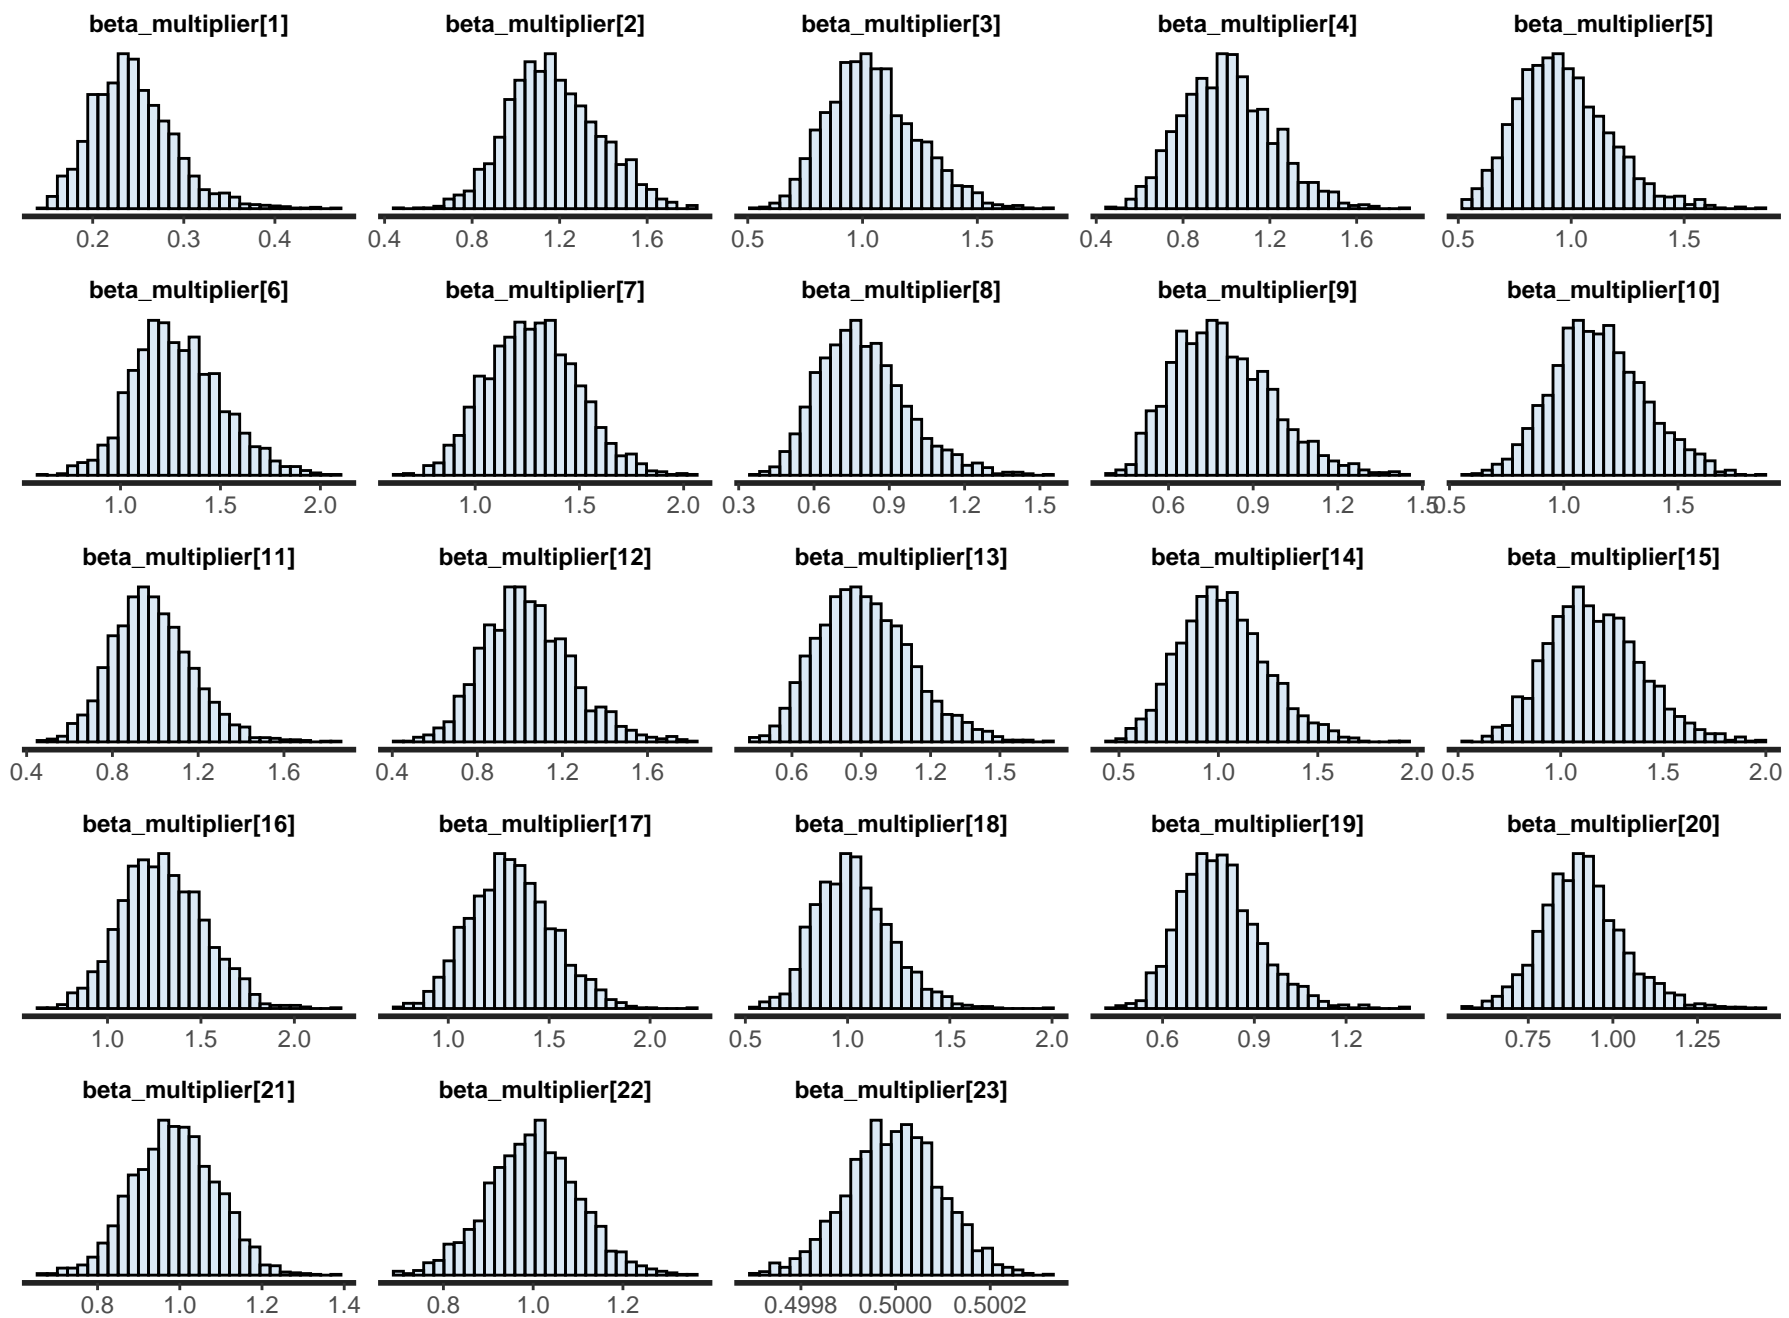 beta_multiplier[1] beta_multiplier[2] beta_multiplier[3] beta_multiplier[4] beta_multiplier[5]
0.2 0.3 0.4 0.4 0.8 1.2 1.6 0.5 1.0 1.5 0.4 0.8 1.2 1.6 0.5 1.0 1.5
beta_multiplier[6] beta_multiplier[7] beta_multiplier[8] beta_multiplier[9] beta_multiplier[10]
1.0 1.5 2.0 1.0 1.5 2.0 0.3 0.6 0.9 1.2 1.5 0.6 0.9 1.2 1.5 0.5 1.0 1.5
beta_multiplier[11] beta_multiplier[12] beta_multiplier[13] beta_multiplier[14] beta_multiplier[15]
0.4 0.8 1.2 1.6 0.4 0.8 1.2 1.6 0.6 0.9 1.2 1.5 0.5 1.0 1.5 2.0 0.5 1.0 1.5 2.0
beta_multiplier[16] beta_multiplier[17] beta_multiplier[18] beta_multiplier[19] beta_multiplier[20]
1.0 1.5 2.0 1.0 1.5 2.0 0.5 1.0 1.5 2.0 0.6 0.9 1.2 0.75 1.00 1.25
beta_multiplier[21] beta_multiplier[22] beta_multiplier[23]
0.8 1.0 1.2 1.4 0.8 1.0 1.2 0.4998 0.5000 0.5002